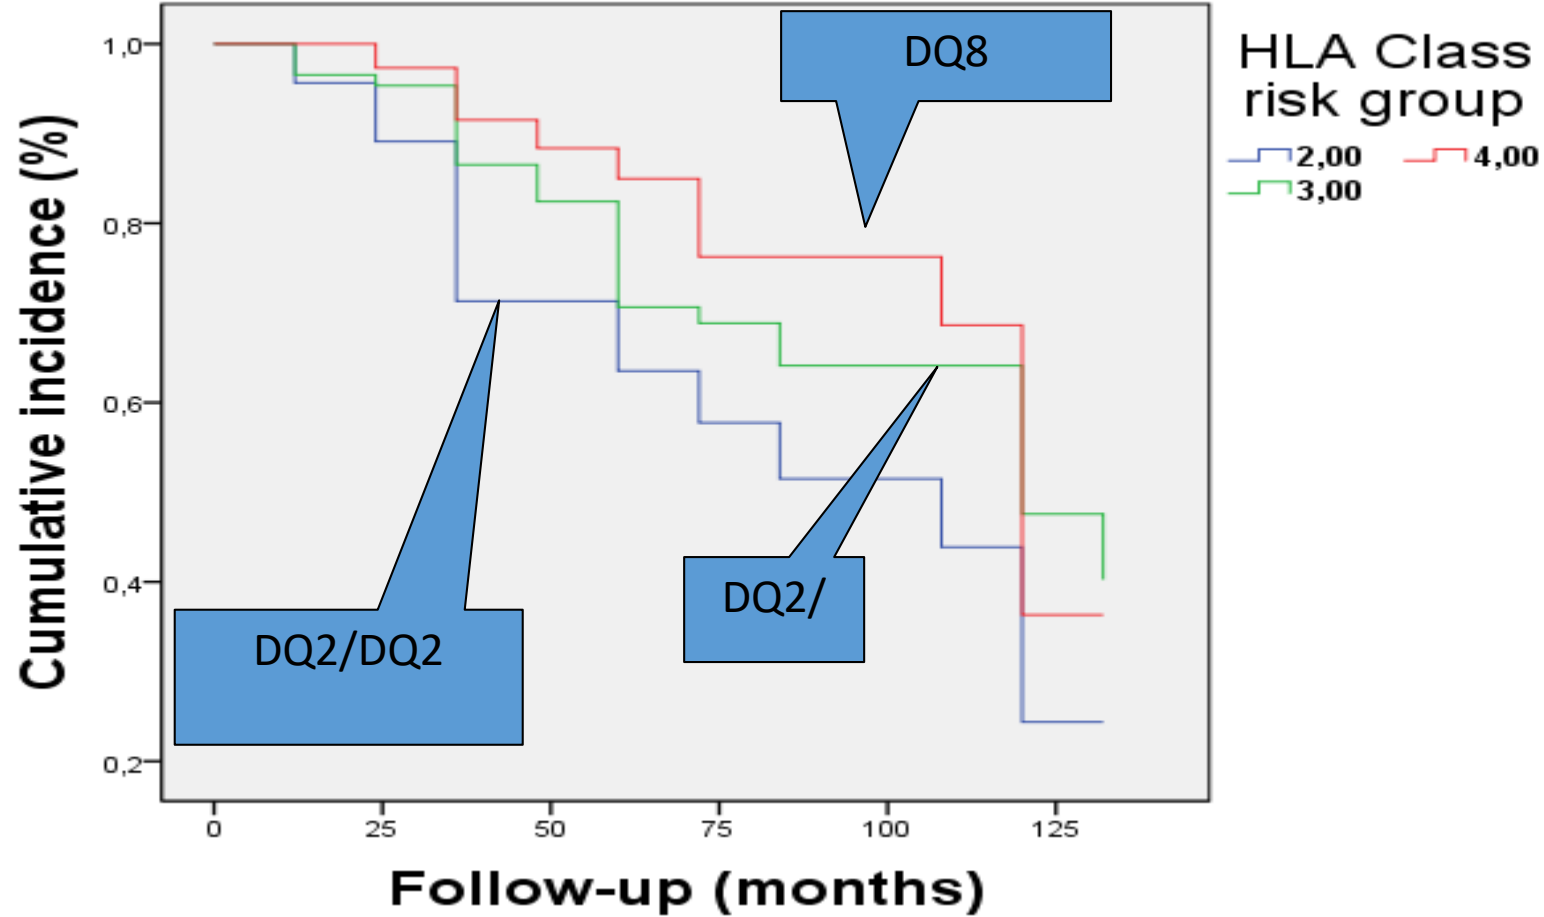 Cumulative incidence (%)
1,0
0,8
0,6
0,4
0,2
DQ8
DQ2/DQ2
DQ2/
0 25 50 75 100 125
Follow-up (months)
HLA Class
risk group
2,00 4,00
3,00